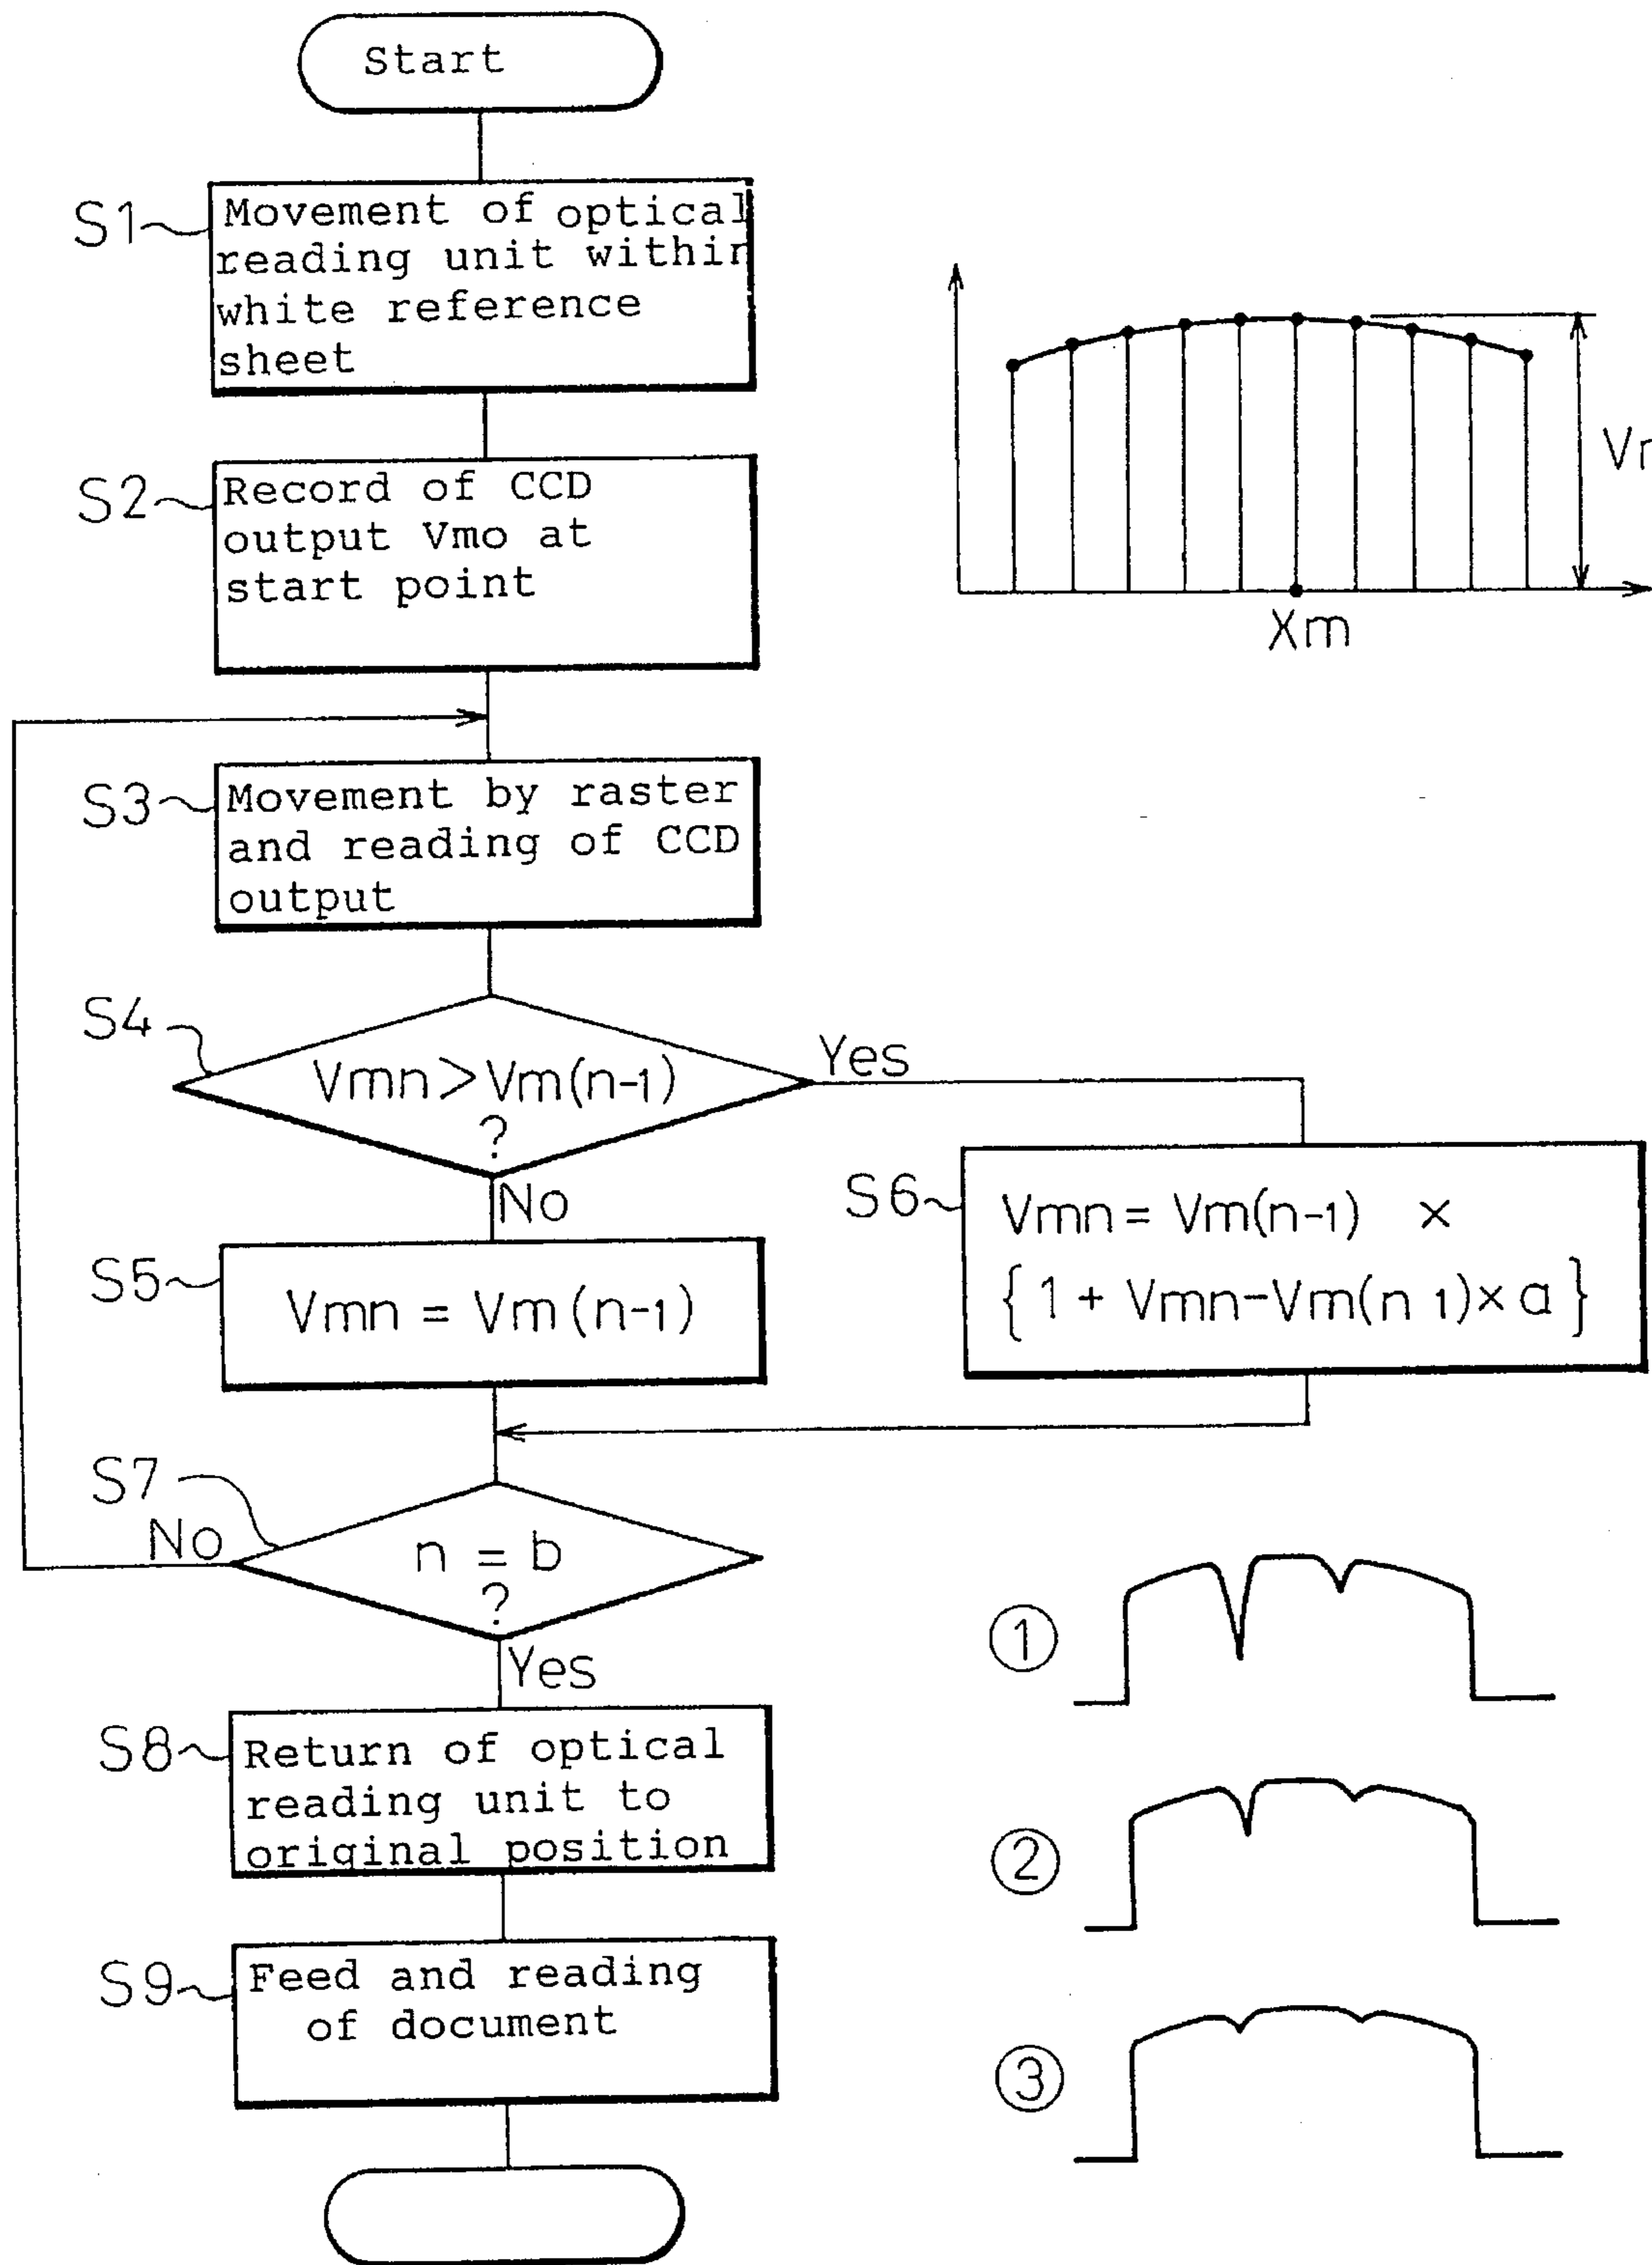 Start
S1
Movement of optical
reading unit within
white reference
sheet
S2
Record of CCD
output Vmo at
start point
Xm
S3
Movement by raster
and reading of CCD
output
S4
Vmn > Vm(n-1)
?
Yes
No
S5
Vmn = Vm(n-1)
S6
Vmn = Vm(n-1) ×
{ 1 + Vmn-Vm(n 1)× a }
S7
n = b
?
No
Yes
S8
Return of optical
reading unit to
original position
S9
Feed and reading
of document
①
②
③